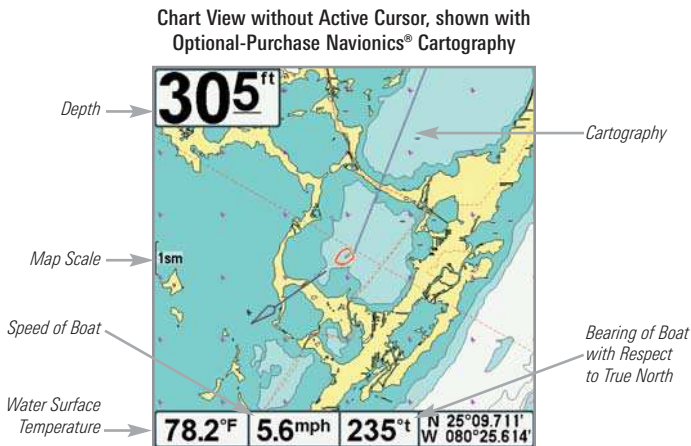 Chart View without Active Cursor, shown with
Optional-Purchase Navionics® Cartography
305 ft
Depth
Cartography
Map Scale
1sm
Speed of Boat
Bearing of Boat
with Respect
to True North
Water Surface
Temperature
78.2°F
5.6mph
235°t
N 25°09.711'
W 080°25.614'